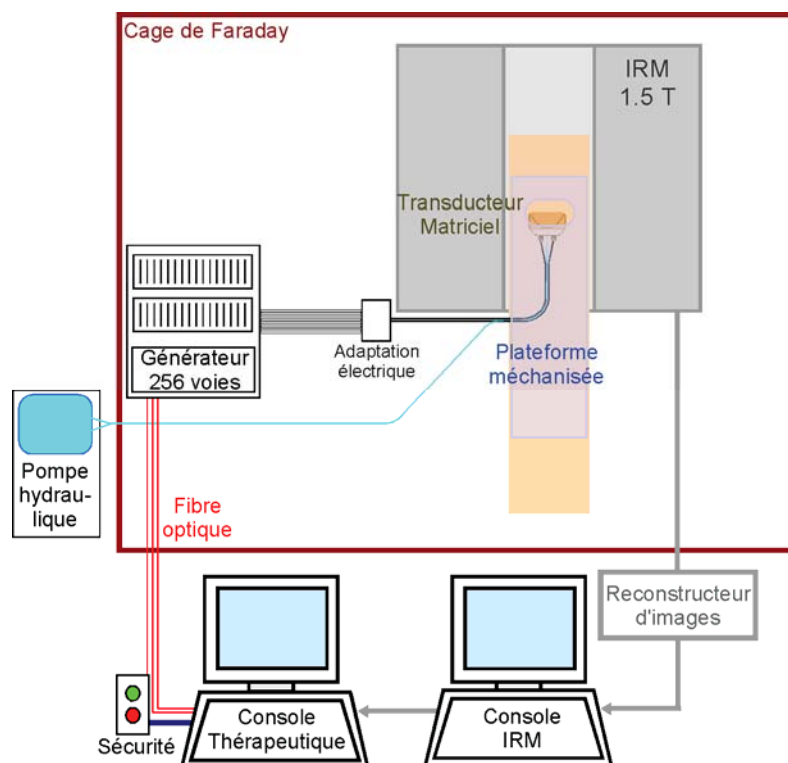 Cage de Faraday
IRM
1.5 T
Transducteur
Matriciel
Générateur
256 voies
Adaptation
électrique
Plateforme
méchanisée
Pompe
hydrau-
lique
Fibre
optique
Reconstructeur
d'images
Sécurité
Console
Thérapeutique
Console
IRM